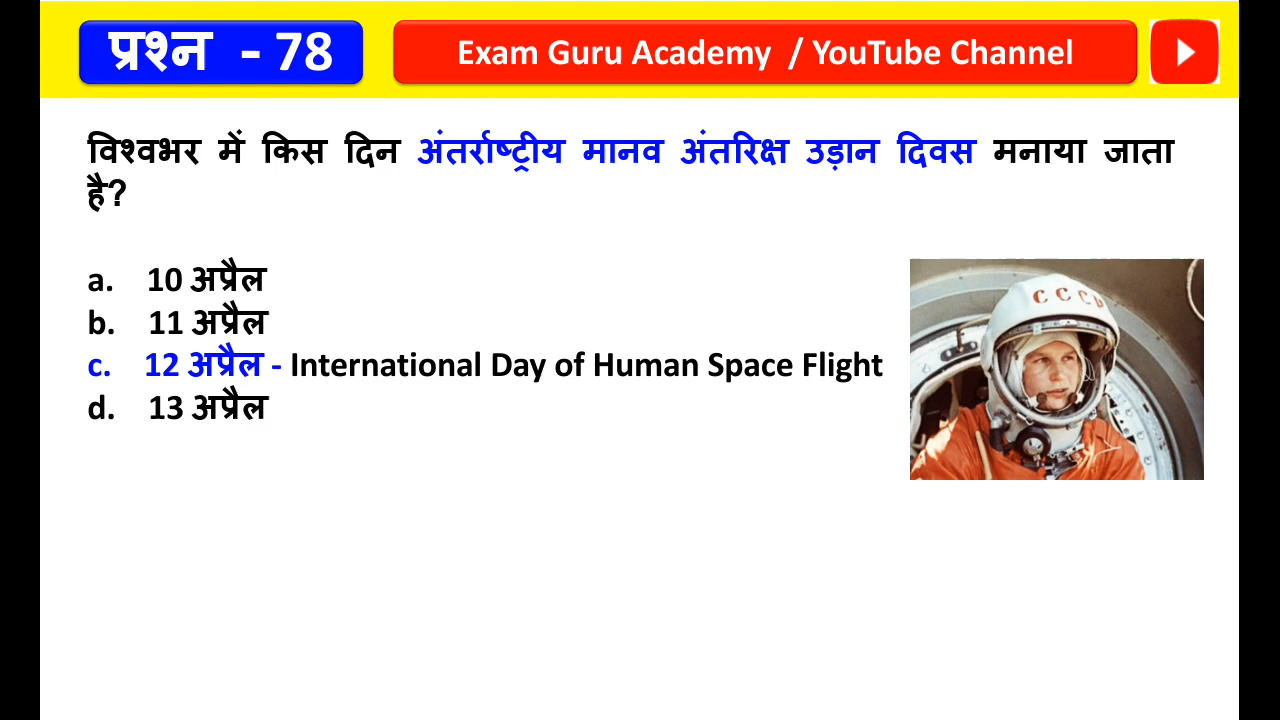 प्रश्न - 78
Exam Guru Academy / YouTube Channel
विश्वभर में किस दिन अंतर्राष्ट्रीय मानव अंतरिक्ष उड़ान दिवस मनाया जाता
है?
a. 10 अप्रैल
b. 11 अप्रैल
c. 12 अप्रैल - International Day of Human Space Flight
d. 13 अप्रैल
СССР